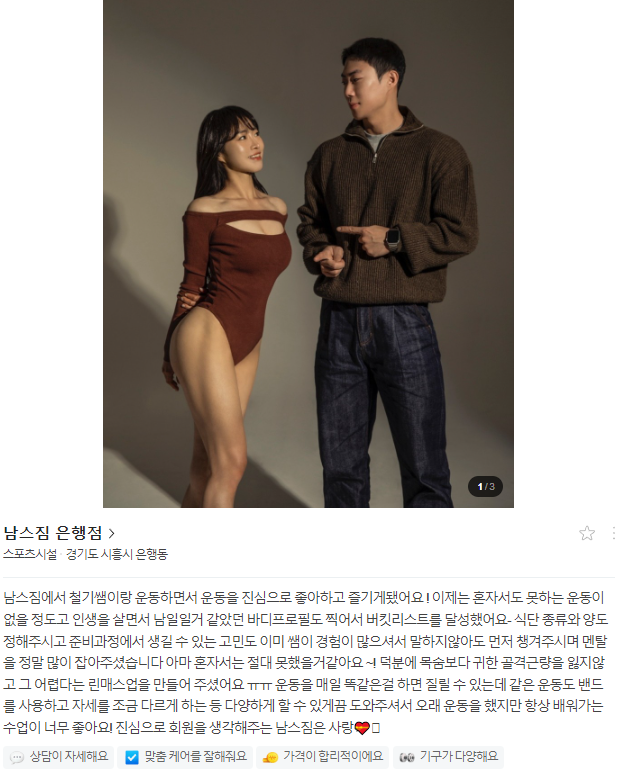 1/3
남스짐 은행점 >
스포츠시설 · 경기도 시흥시 은행동
남스짐에서 철기쌤이랑 운동하면서 운동을 진심으로 좋아하고 즐기게됐어요 ! 이제는 혼자서도 못하는 운동이
없을 정도고 인생을 살면서 남일일거 같았던 바디프로필도 찍어서 버킷리스트를 달성했어요- 식단 종류와 양도
정해주시고 준비과정에서 생길 수 있는 고민도 이미 쌤이 경험이 많으셔서 말하지않아도 먼저 챙겨주시며 멘탈
을 정말 많이 잡아주셨습니다 아마 혼자서는 절대 못했을거같아요 ~! 덕분에 목숨보다 귀한 골격근량을 잃지않
고 그 어렵다는 린매스업을 만들어 주셨어요 ㅠㅠ 운동을 매일 똑같은걸 하면 질릴 수 있는데 같은 운동도 밴드
를 사용하고 자세를 조금 다르게 하는 등 다양하게 할 수 있게끔 도와주셔서 오래 운동을 했지만 항상 배워가는
수업이 너무 좋아요! 진심으로 회원을 생각해주는 남스짐은 사랑
상담이 자세해요 맞춤 케어를 잘해줘요 가격이 합리적이에요 기구가 다양해요